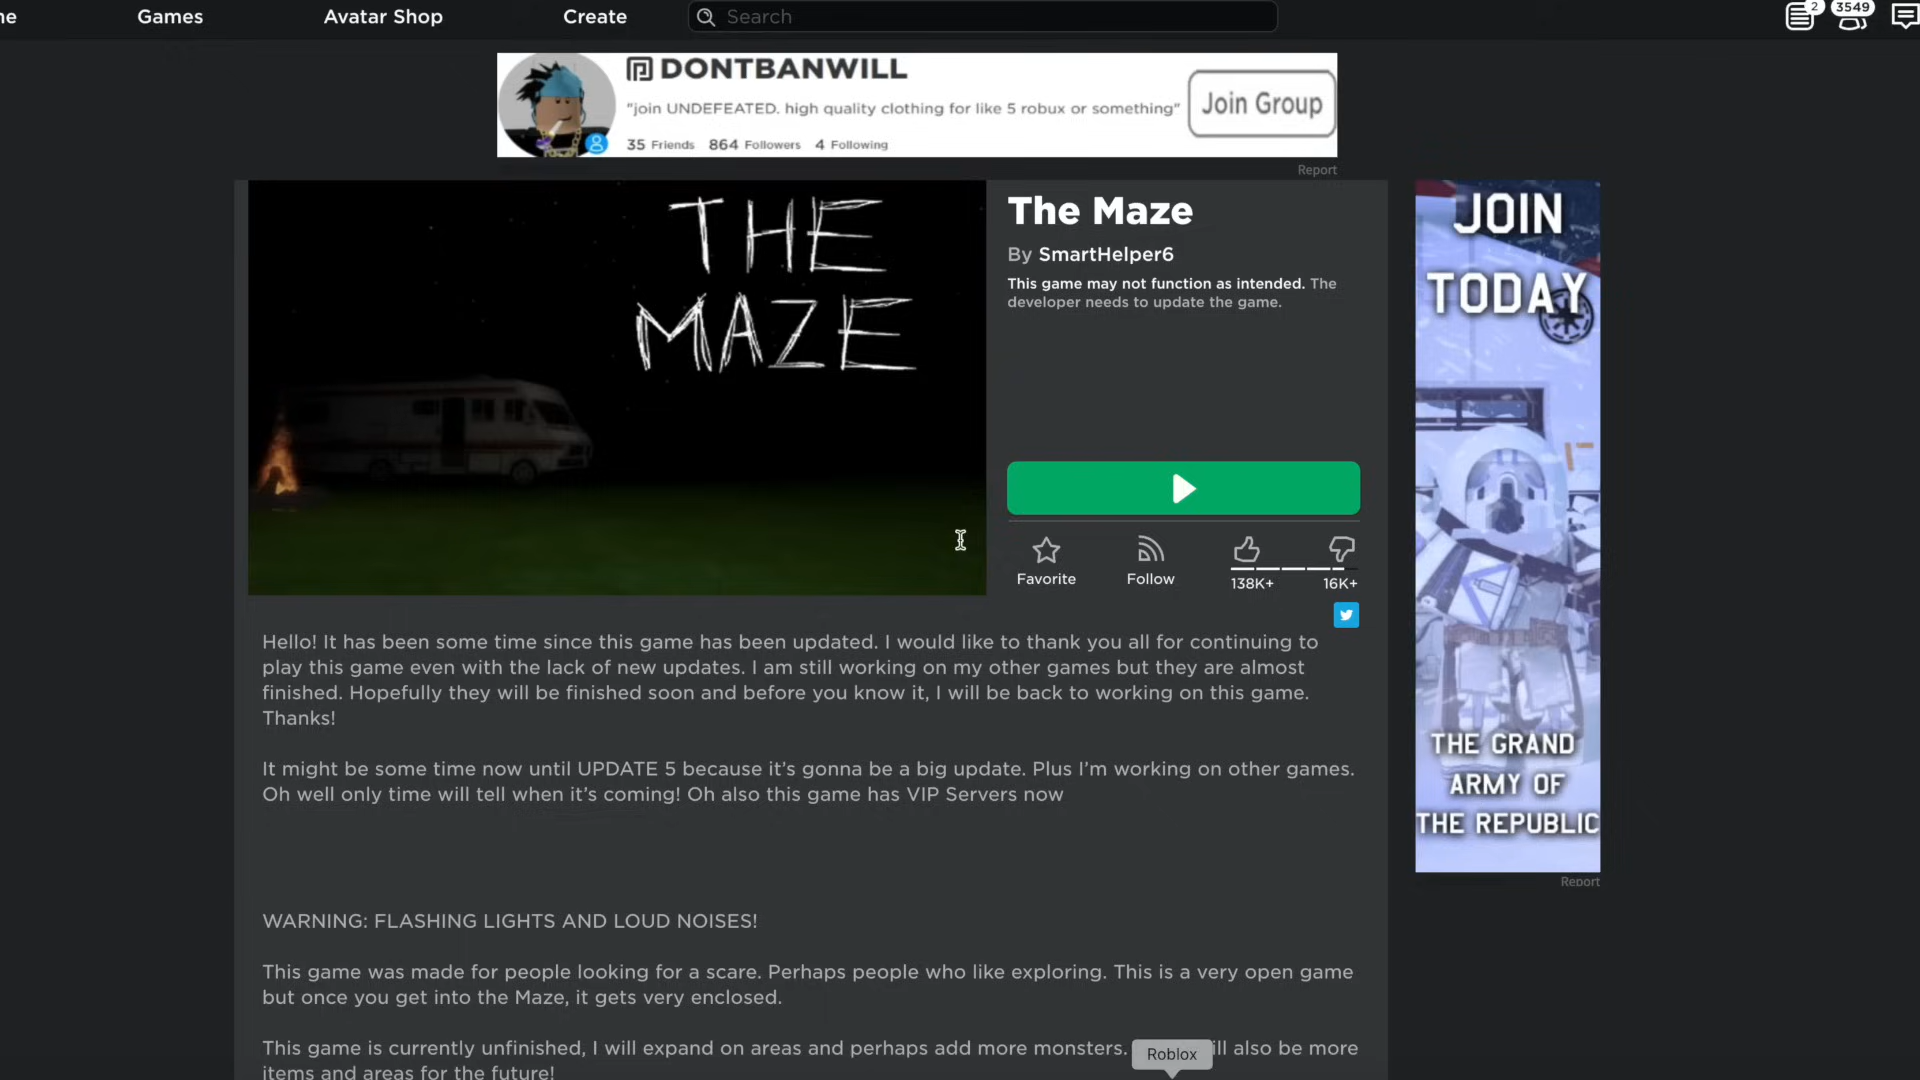 ne Games Avatar Shop Create Search 2 3549
DONTBANWILL
"join UNDEFEATED. high quality clothing for like 5 robux or something"
Join Group
35 Friends 864 Followers 4 Following
Report
THE
MAZE
The Maze
By SmartHelper6
This game may not function as intended. The
developer needs to update the game.
Favorite Follow 138K+ 16K+
JOIN
TODAY
THE GRAND
ARMY OF
THE REPUBLIC
Report
Hello! It has been some time since this game has been updated. I would like to thank you all for continuing to
play this game even with the lack of new updates. I am still working on my other games but they are almost
finished. Hopefully they will be finished soon and before you know it, I will be back to working on this game.
Thanks!
It might be some time now until UPDATE 5 because it's gonna be a big update. Plus I'm working on other games.
Oh well only time will tell when it's coming! Oh also this game has VIP Servers now
WARNING: FLASHING LIGHTS AND LOUD NOISES!
This game was made for people looking for a scare. Perhaps people who like exploring. This is a very open game
but once you get into the Maze, it gets very enclosed.
This game is currently unfinished, I will expand on areas and perhaps add more monsters. ill also be more
items and areas for the future!
Roblox